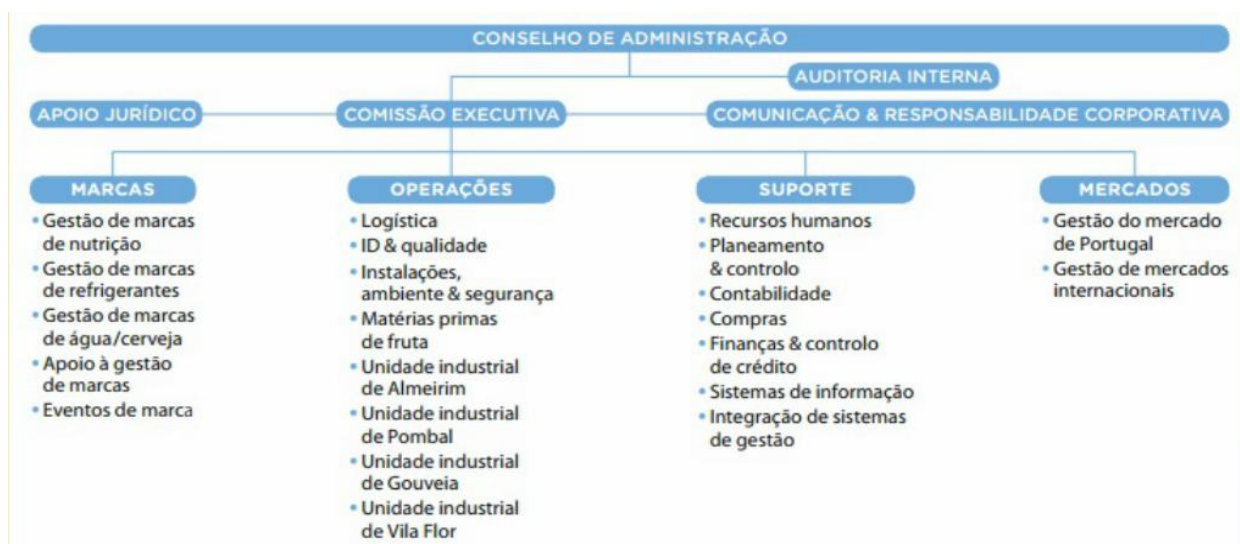 CONSELHO DE ADMINISTRAÇÃO
AUDITORIA INTERNA
APOIO JURÍDICO
COMISSÃO EXECUTIVA
COMUNICAÇÃO & RESPONSABILIDADE CORPORATIVA
MARCAS
• Gestão de marcas
de nutrição
• Gestão de marcas
de refrigerantes
• Gestão de marcas
de água/cerveja
• Apoio à gestão
de marcas
• Eventos de marca
OPERAÇÕES
• Logística
• ID & qualidade
• Instalações,
ambiente & segurança
• Matérias primas
de fruta
• Unidade industrial
de Almeirim
• Unidade industrial
de Pombal
• Unidade industrial
de Gouveia
• Unidade industrial
de Vila Flor
SUPORTE
• Recursos humanos
• Planeamento
& controlo
• Contabilidade
• Compras
• Finanças & controlo
de crédito
• Sistemas de informação
• Integração de sistemas
de gestão
MERCADOS
• Gestão do mercado
de Portugal
• Gestão de mercados
internacionais